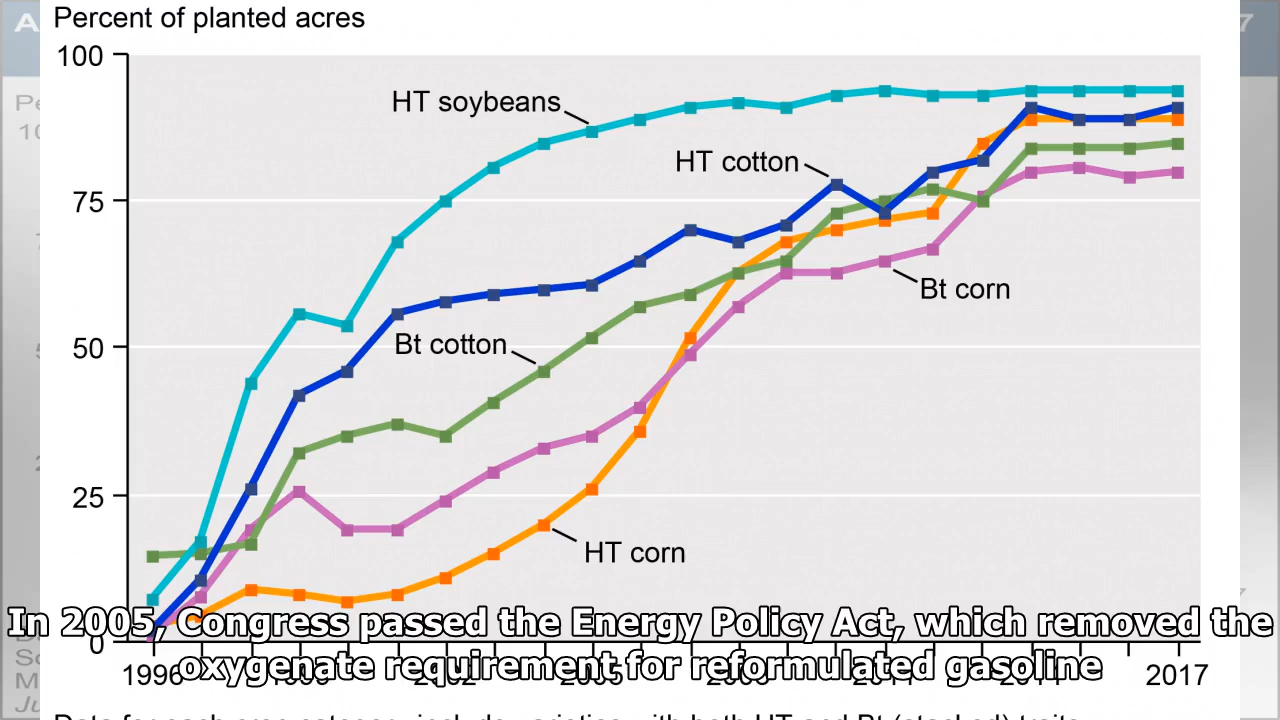 Percent of planted acres
100
HT soybeans
HT cotton
75
Bt corn
50
Bt cotton
25
HT corn
In 2005, Congress passed the Energy Policy Act, which removed the
0
oxygenate requirement for reformulated gasoline
1996 2017